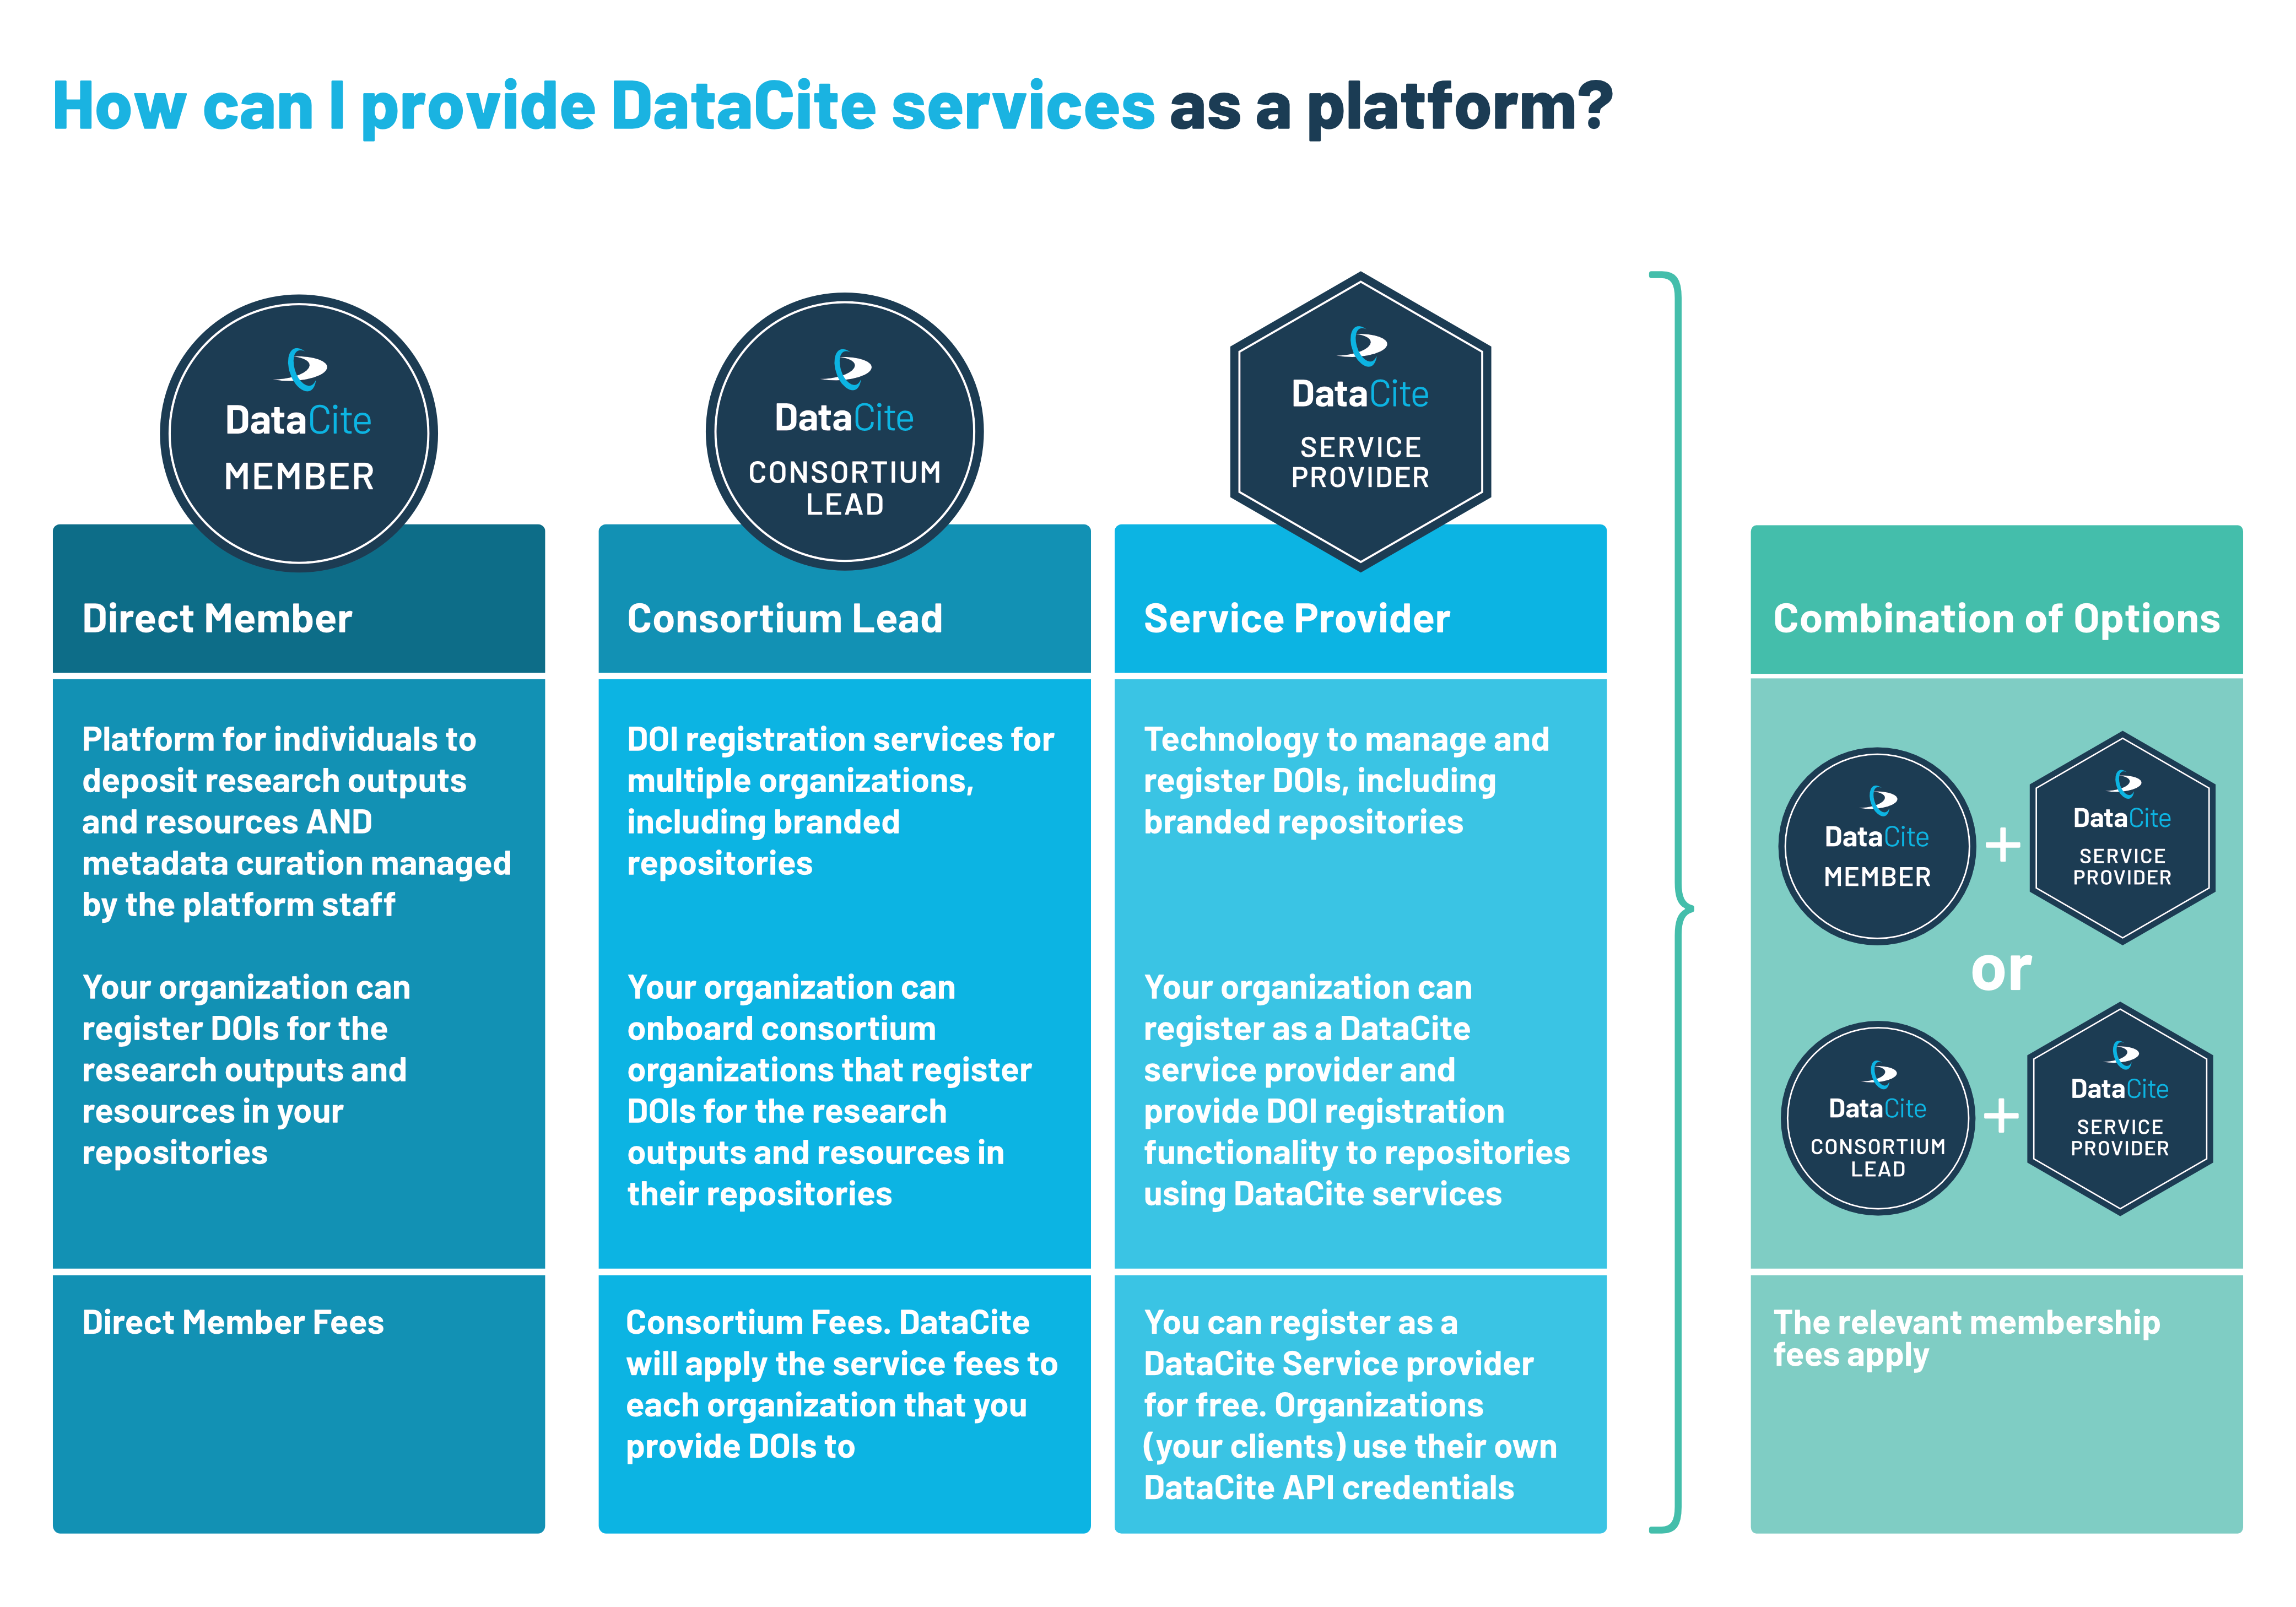 How can I provide DataCite services as a platform?
DataCite
MEMBER
Direct Member
Platform for individuals to
deposit research outputs
and resources AND
metadata curation managed
by the platform staff
Your organization can
register DOIs for the
research outputs and
resources in your
repositories
Direct Member Fees
DataCite
CONSORTIUM
LEAD
Consortium Lead
DOI registration services for
multiple organizations,
including branded
repositories
Your organization can
onboard consortium
organizations that register
DOIs for the research
outputs and resources in
their repositories
Consortium Fees. DataCite
will apply the service fees to
each organization that you
provide DOIs to
DataCite
SERVICE
PROVIDER
Service Provider
Technology to manage and
register DOIs, including
branded repositories
Your organization can
register as a DataCite
service provider and
provide DOI registration
functionality to repositories
using DataCite services
You can register as a
DataCite Service provider
for free. Organizations
(your clients) use their own
DataCite API credentials
Combination of Options
DataCite
MEMBER
+
DataCite
SERVICE
PROVIDER
or
DataCite
CONSORTIUM
LEAD
+
DataCite
SERVICE
PROVIDER
The relevant membership
fees apply